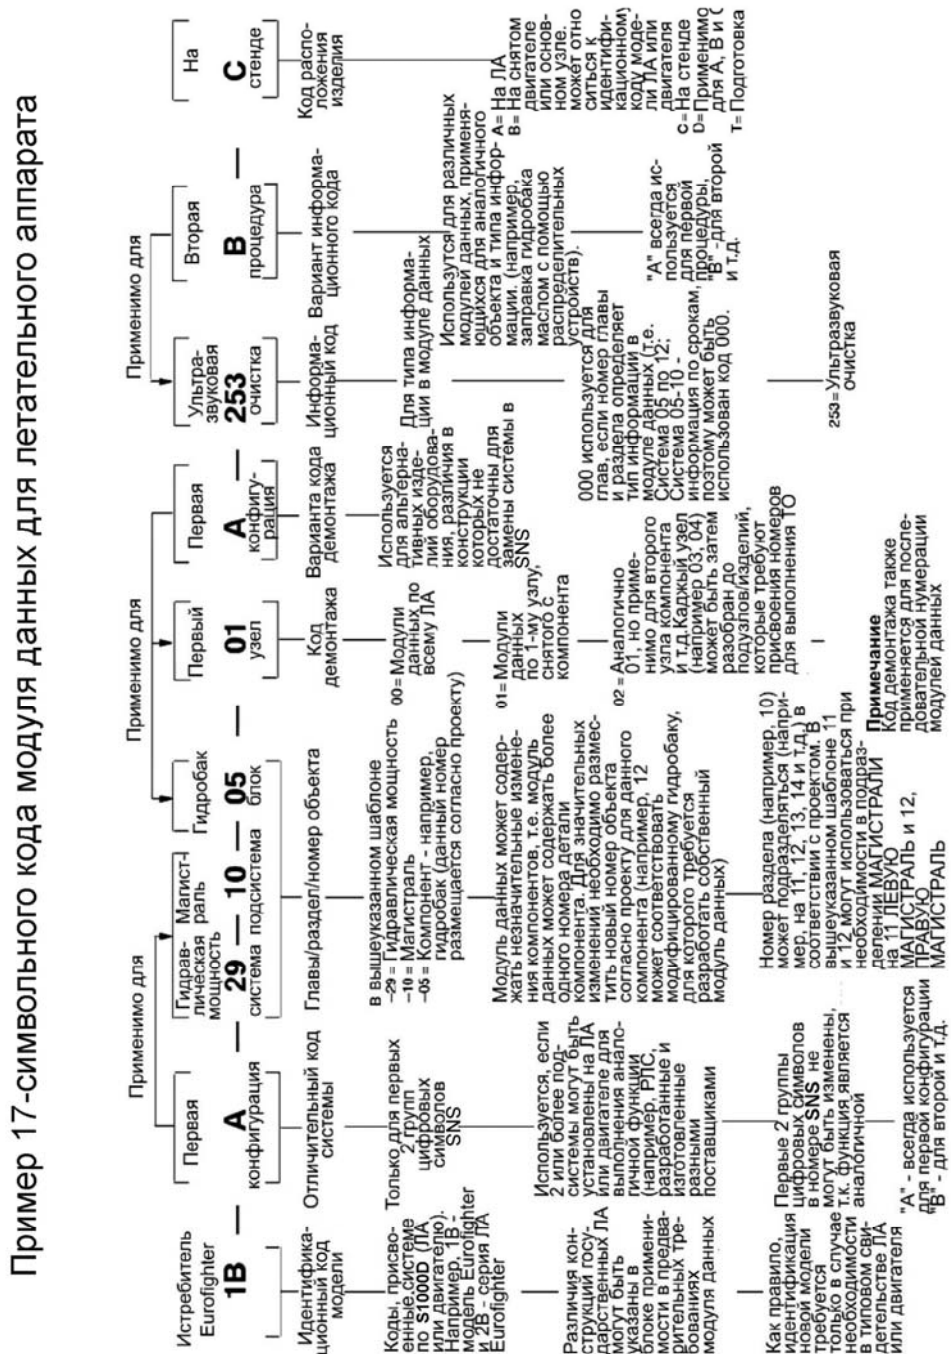 Пример 17-символьного кода модуля данных для летательного аппарата
Применимо для
Применимо для
Применимо для
Истребитель
Eurofighter
1B
Идентифика-
ционный код
модели
Коды, присво-
енные системе
по S1000D (ЛА
или двигателю).
Например, 1B -
модель Eurofighter
и 2B - серия ЛА
Eurofighter
Различия кон-
струкций госу-
дарственных ЛА
могут быть
указаны в
блоке примени-
мости в предва-
рительных тре-
бованиях
модуля данных
Как правило,
идентификация
новой модели
требуется
только в случае
необходимости
в типовом сви-
детельстве ЛА
или двигателя
Первая
A
конфигурация
Отличительный код
системы
Только для первых
2 групп
цифровых
символов
SNS
Используется, если
2 или более под-
системы могут быть
установлены на ЛА
или двигателе для
выполнения анало-
гичной функции
(например, РЛС,
разработанные и
изготовленные
разными
поставщиками
Первые 2 группы
цифровых символов
в номере SNS не
могут быть изменены,
т.к. функция является
аналогичной
"A" - всегда используется
для первой конфигурации
"B" - для второй и т.д.
Гидрав-
лическая
мощность
Магист-
раль
Гидробак
29 — 10 — 05
система подсистема блок
Главы/раздел/номер объекта
в вышеуказанном шаблоне
–29 = Гидравлическая мощность
–10 = Магистраль
–05 = Компонент - например,
гидробак (данный номер
размещается согласно проекту)
Модуль данных может содер-
жать незначительные измене-
ния компонентов, т.е. модуль
данных может содержать более
одного номера детали
компонента. Для значительных
изменений необходимо размес-
тить новый номер объекта
согласно проекту для данного
компонента (например, 12
может соответствовать
модифицированному гидробаку,
для которого требуется
разработать собственный
модуль данных)
Номер раздела (например, 10)
может подразделяться (напри-
мер, на 11, 12, 13, 14 и т.д.) в
соответствии с проектом. В
вышеуказанном шаблоне 11
и 12 могут использоваться при
необходимости в подраз-
делении МАГИСТРАЛИ
на 11 ЛЕВУЮ
МАГИСТРАЛЬ и 12,
ПРАВУЮ
МАГИСТРАЛЬ
Первый
01
узел
Код
демонтажа
00= Модули
данных по
всему ЛА
01= Модули
данных
по 1-му узлу,
снятого с
компонента
02 = Аналогично
01, но приме-
нимо для второго
узла компонента
и т.д.Каджый узел
(например 03, 04)
может быть затем
разобран до
подузлов/изделий,
которые требуют
присвоения номеров
для выполнения ТО
Примечание
Код демонтажа также
применяется для после-
довательной нумерации
модулей данных
Первая
A
конфигу-
рация
Варианта кода
демонтажа
Используется
для альтерна-
тивных изде-
лий оборудова-
ния, различия в
конструкции
которых не
достаточны для
замены системы в
SNS
Ультра-
звуковая
253
очистка
Информа-
ционный код
Для типа информа-
ции в модуле данных
000 используется для
глав, если номер главы
и раздела определяет
тип информации в
модуле данных (т.е.
Система 05 по 12;
Система 05-10 -
информация по срокам,
поэтому может быть
использован код 000.
253= Ультразвуковая
очистка
Вторая
B
процедура
Вариант информа-
ционного кода
Используются для различных
модулей данных, применя-
ющихся для аналогичного
объекта и типа инфор-
мации. (например,
заправка гидробака
маслом с помощью
распределительных
устройств).
"A" всегда ис-
пользуется
для первой
процедуры,
"B" - для второй
и т.д.
На
C
стенде
Код распо-
ложения
изделия
A= На ЛА
B= На снятом
двигателе
или основ-
ном узле.
может отно
ситься к
идентифи-
кационному
коду моде-
ли ЛА или
двигателя
C= На стенде
D= Применимо
для А, В и С
T= Подготовка